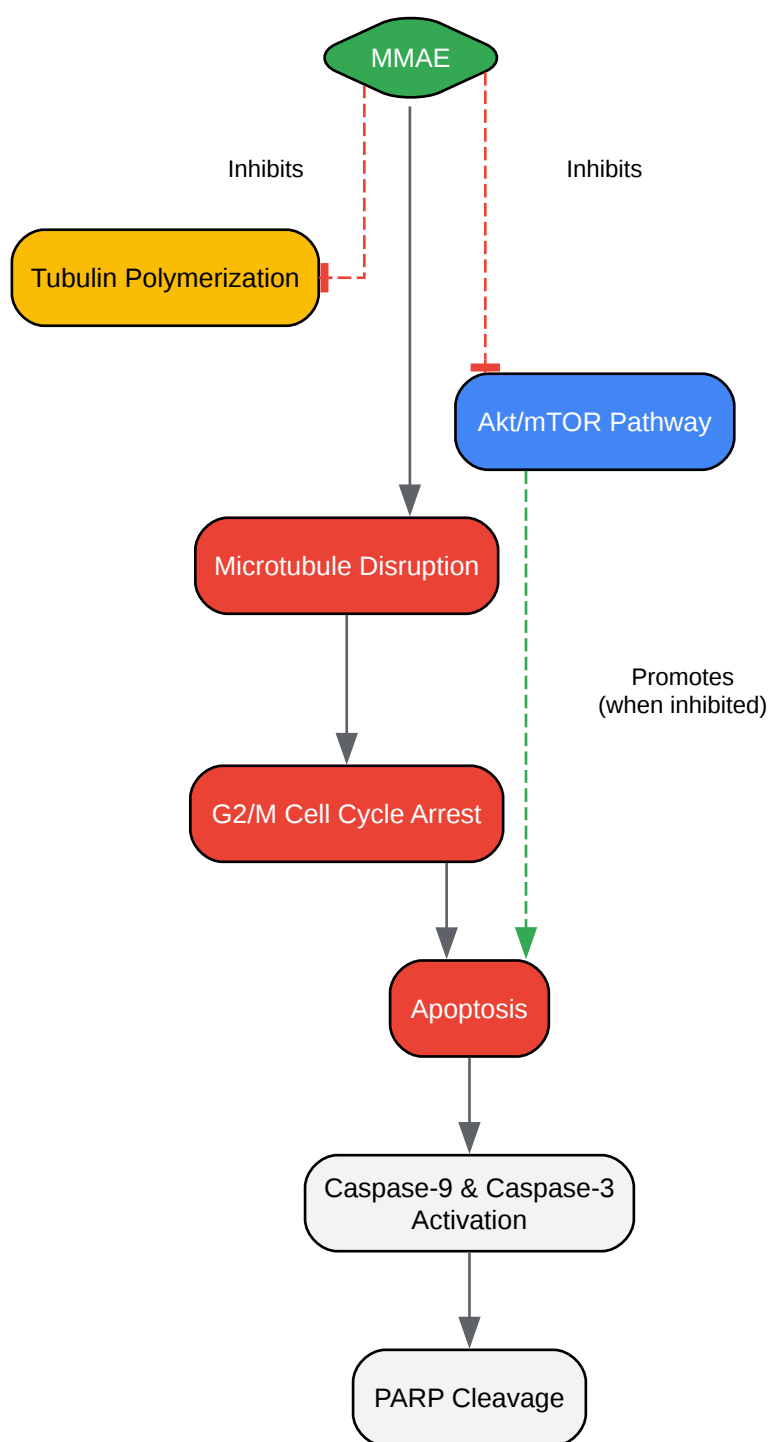 MMAE
Inhibits
Inhibits
Tubulin Polymerization
Akt/mTOR Pathway
Microtubule Disruption
Promotes
(when inhibited)
G2/M Cell Cycle Arrest
Apoptosis
Caspase-9 & Caspase-3
Activation
PARP Cleavage